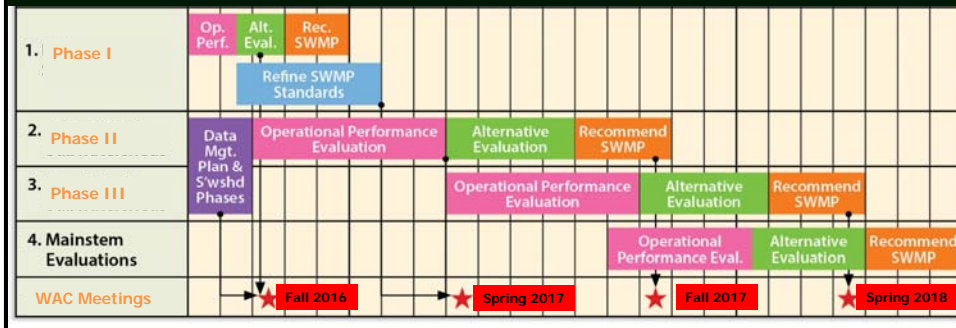 Op.
Perf.
Alt.
Eval.
Rec.
SWMP
1.
Phase I
Refine SWMP
Standards
2.
Phase II
Data
Mgt.
Plan &
S'wshd
Phases
Operational Performance
Evaluation
Alternative
Evaluation
Recommend
SWMP
3.
Phase III
Operational Performance
Evaluation
Alternative
Evaluation
Recommend
SWMP
4. Mainstem
Evaluations
Operational
Performance Eval.
Alternative
Evaluation
Recommend
SWMP
WAC Meetings
Fall 2016
Spring 2017
Fall 2017
Spring 2018